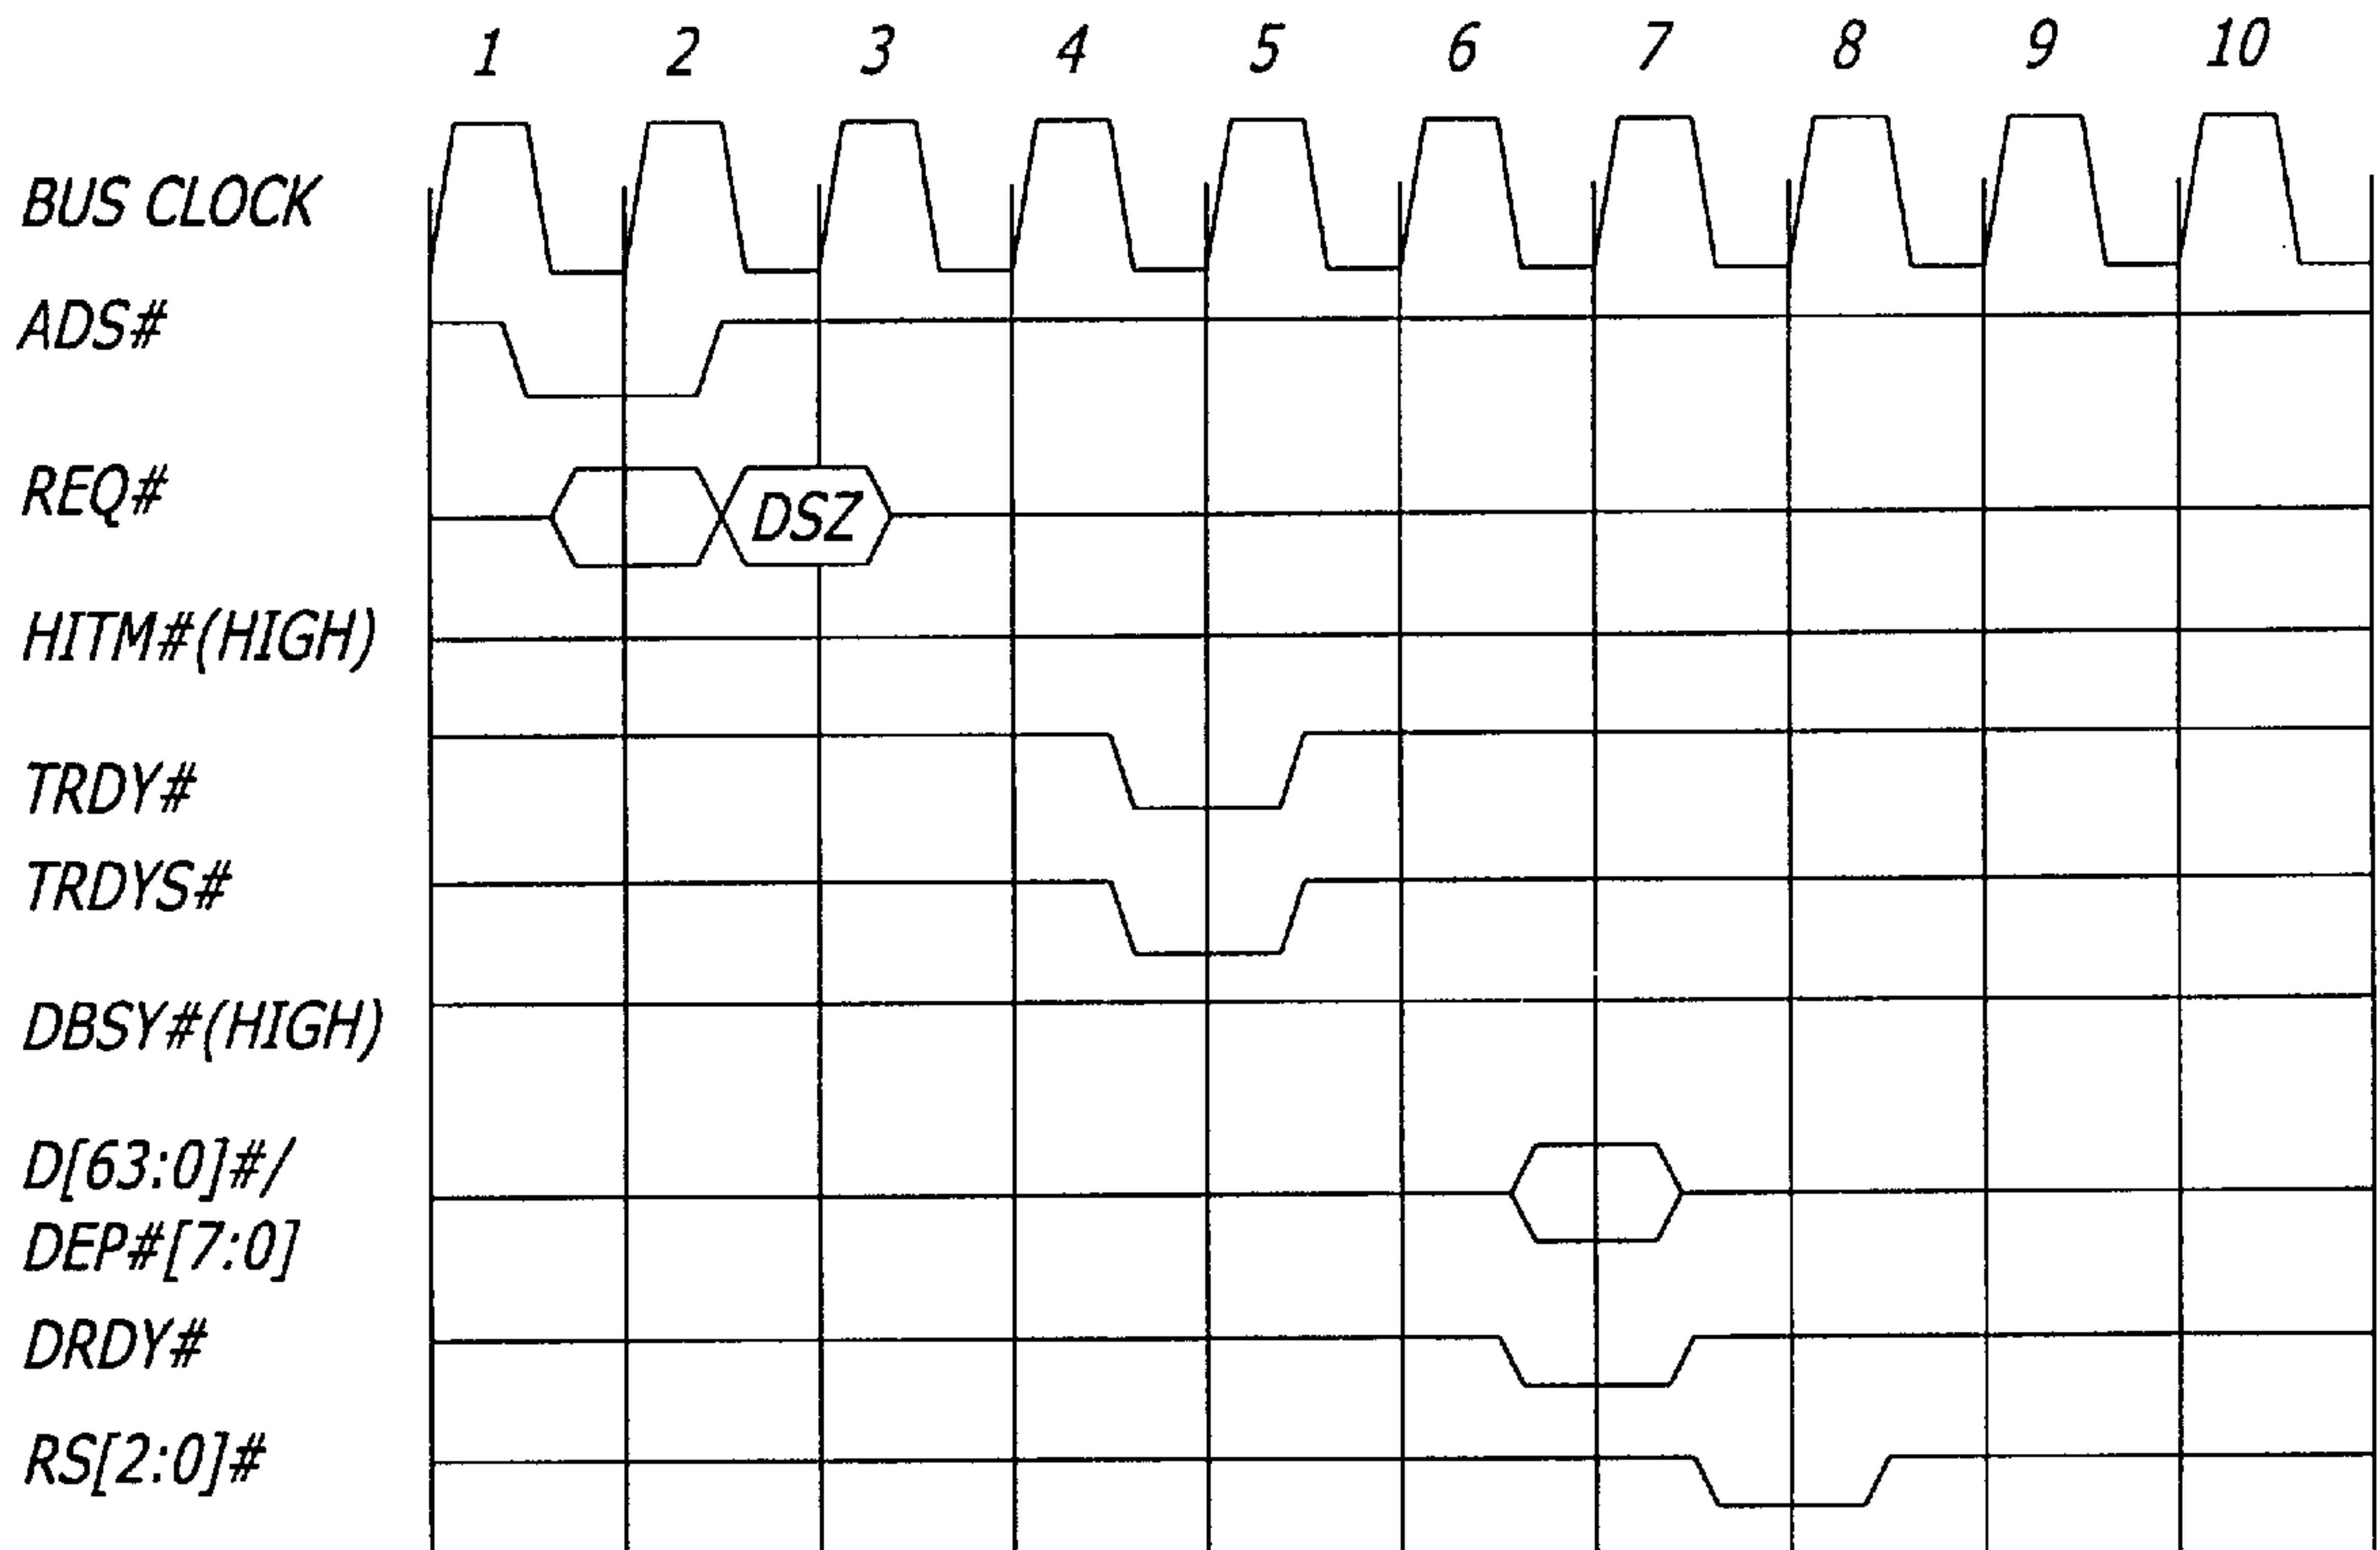 1 2 3 4 5 6 7 8 9 10
BUS CLOCK
ADS#
REQ# DSZ
HITM#(HIGH)
TRDY#
TRDYS#
DBSY#(HIGH)
D[63:0]#/
DEP#[7:0]
DRDY#
RS[2:0]#